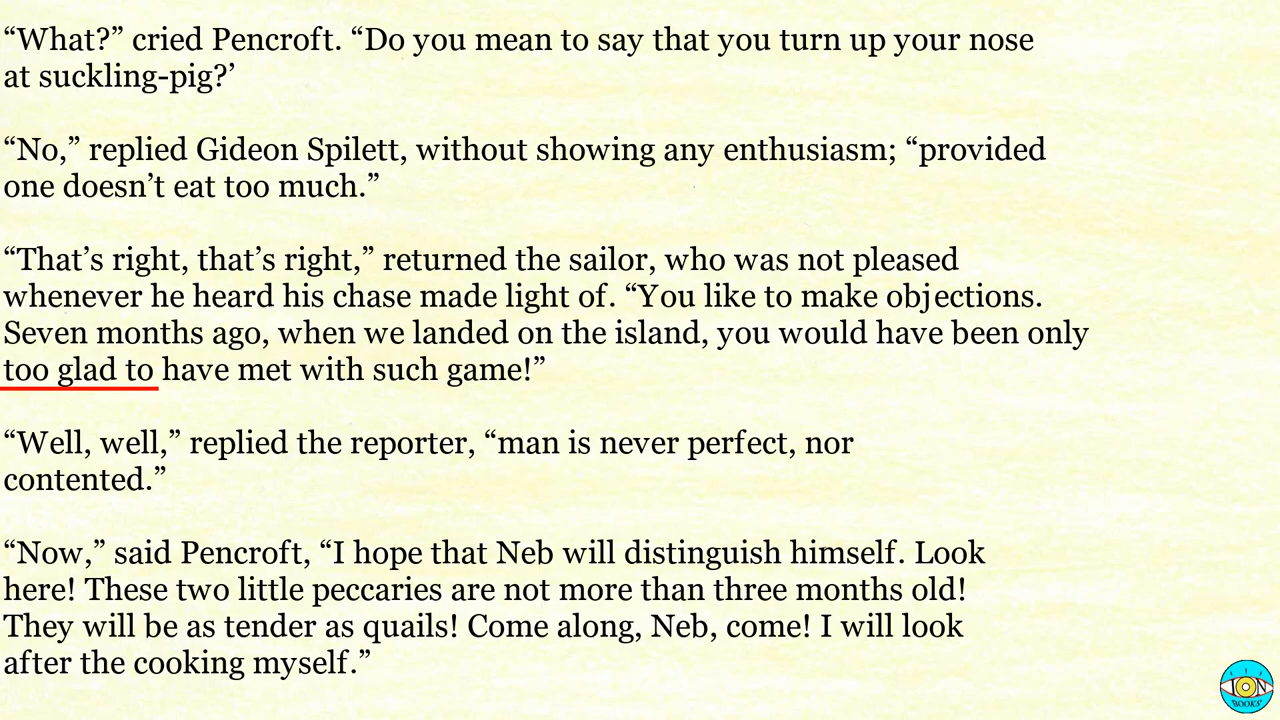 “What?” cried Pencroft. “Do you mean to say that you turn up your nose
at suckling-pig?’
“No,” replied Gideon Spilett, without showing any enthusiasm; “provided
one doesn’t eat too much.”
“That’s right, that’s right,” returned the sailor, who was not pleased
whenever he heard his chase made light of. “You like to make objections.
Seven months ago, when we landed on the island, you would have been only
too glad to have met with such game!”
“Well, well,” replied the reporter, “man is never perfect, nor
contented.”
“Now,” said Pencroft, “I hope that Neb will distinguish himself. Look
here! These two little peccaries are not more than three months old!
They will be as tender as quails! Come along, Neb, come! I will look
after the cooking myself.”
ION
BOOKS